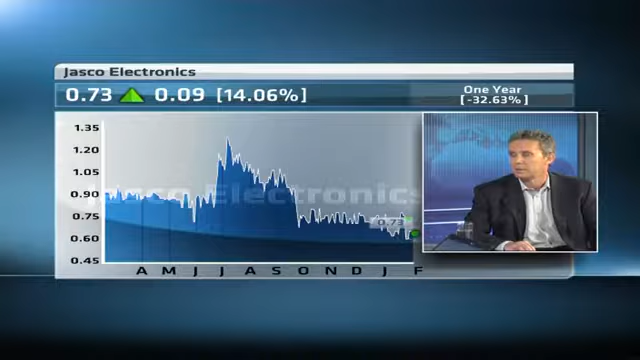 Jasco Electronics
0.73 0.09 [14.06%]
One Year
[-32.63%]
1.35
1.20
1.05
0.90
0.75
0.60
0.45
Jasco Electronics
0.73
A M J J A S O N D J F